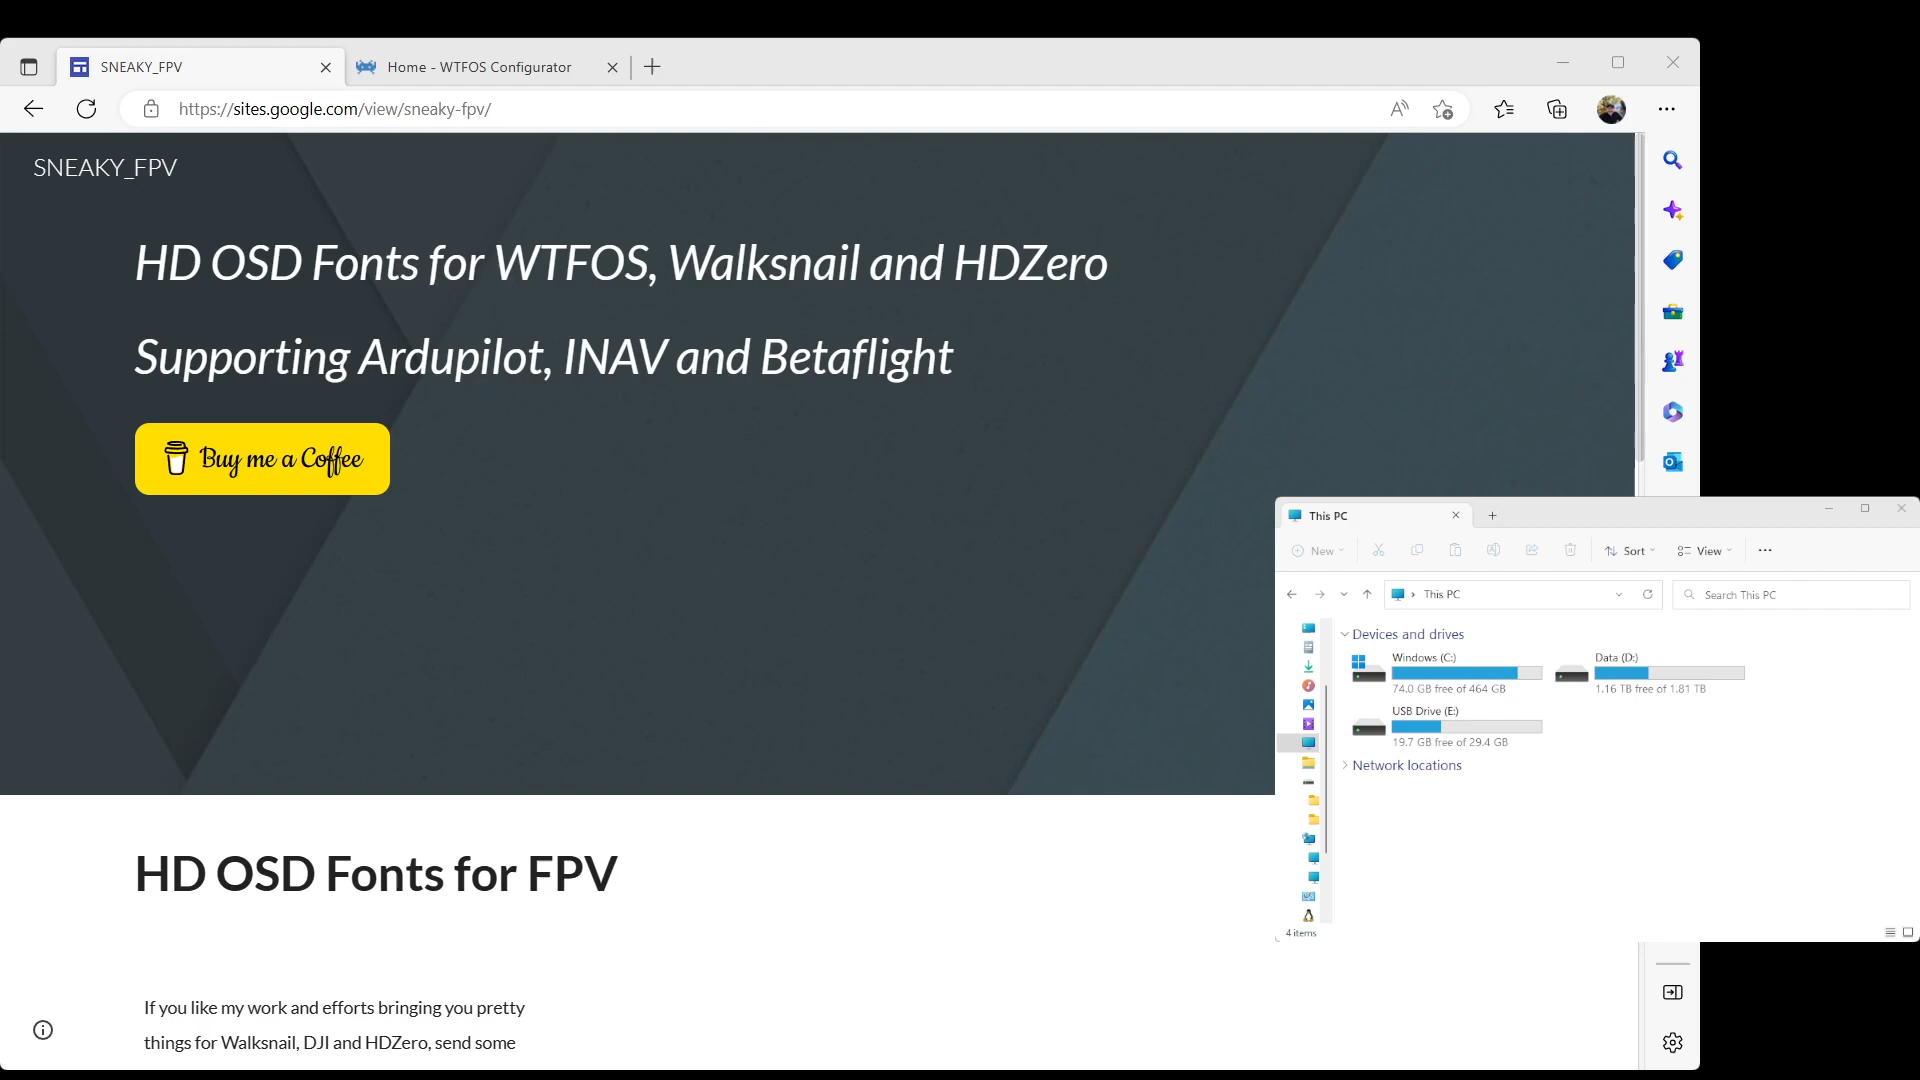 SNEAKY_FPV
Home - WTFOS Configurator
https://sites.google.com/view/sneaky-fpv/
SNEAKY_FPV
HD OSD Fonts for WTFOS, Walksnail and HDZero
Supporting Ardupilot, INAV and Betaflight
Buy me a Coffee
This PC
New
Sort
View
This PC
Search This PC
Devices and drives
Windows (C:)
74.0 GB free of 464 GB
Data (D:)
1.16 TB free of 1.81 TB
USB Drive (E:)
19.7 GB free of 29.4 GB
Network locations
4 items
HD OSD Fonts for FPV
If you like my work and efforts bringing you pretty
things for Walksnail, DJI and HDZero, send some